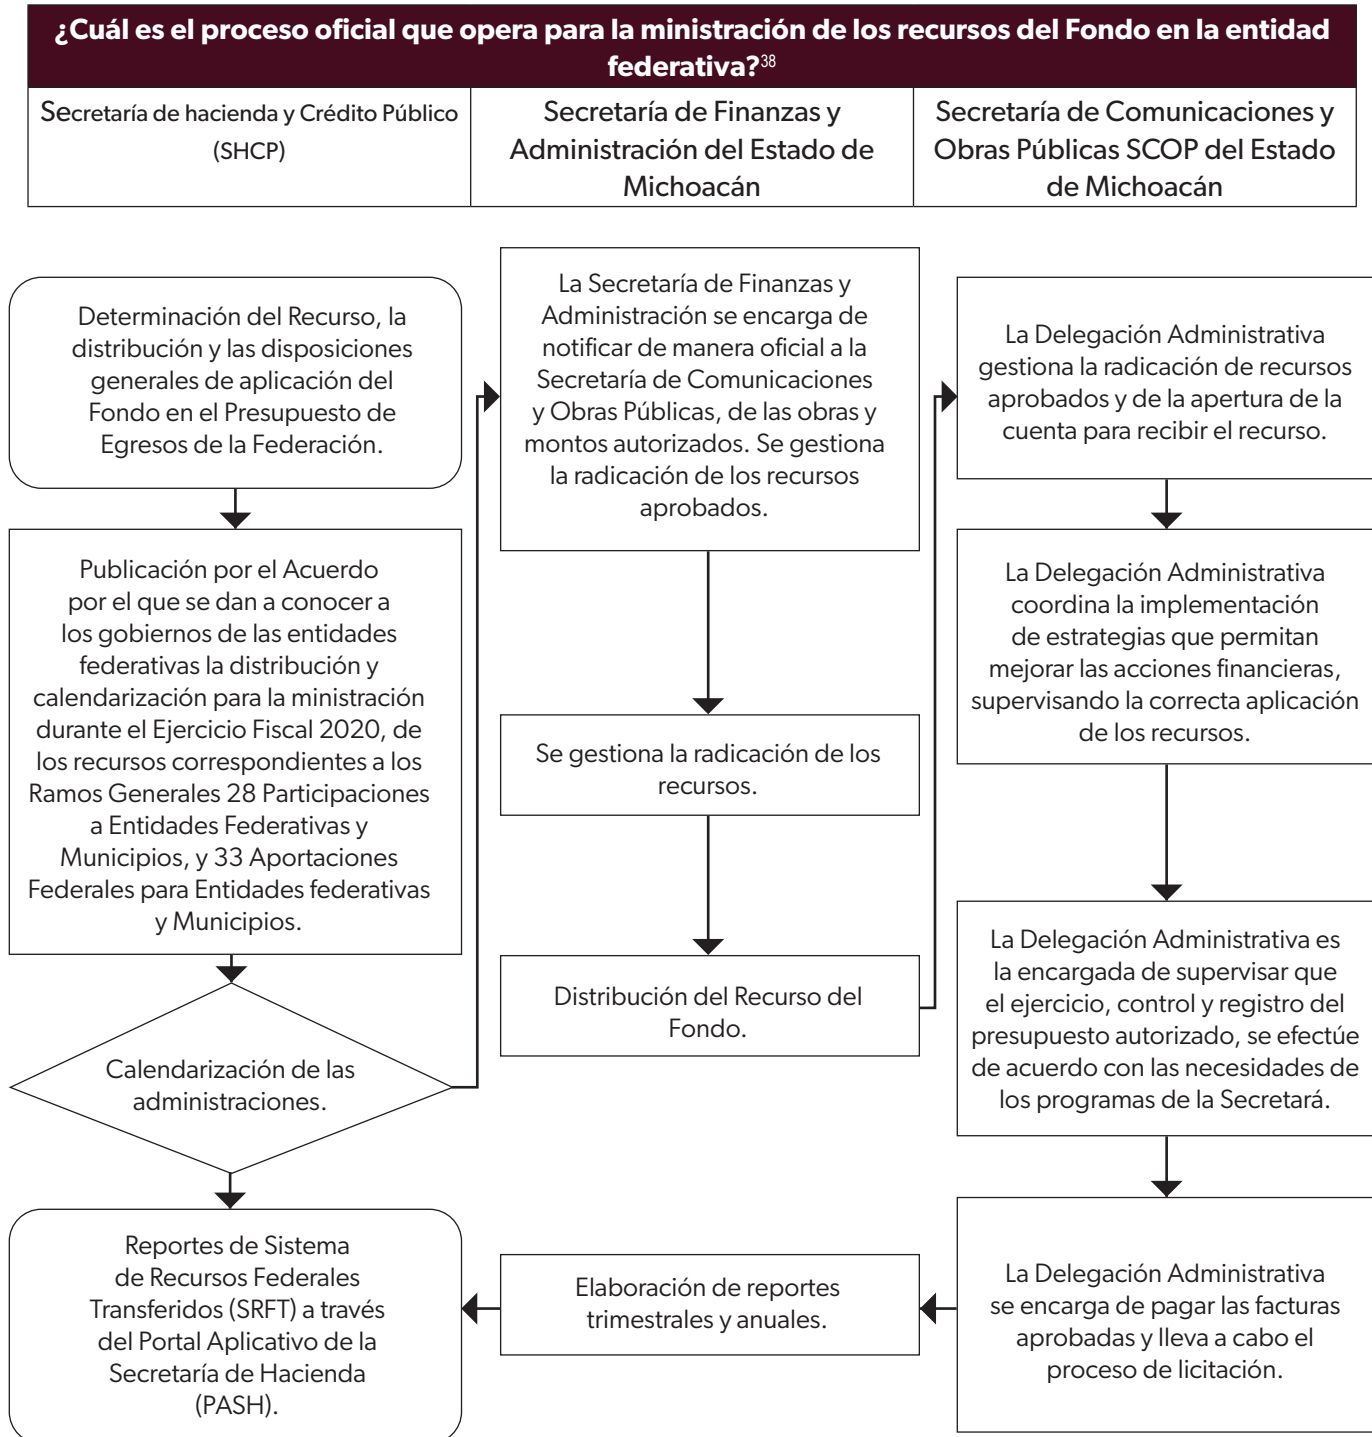 ¿Cuál es el proceso oficial que opera para la ministración de los recursos del Fondo en la entidad
federativa?38
Secretaría de hacienda y Crédito Público
(SHCP)
Secretaría de Finanzas y
Administración del Estado de
Michoacán
Secretaría de Comunicaciones y
Obras Públicas SCOP del Estado
de Michoacán
Determinación del Recurso, la
distribución y las disposiciones
generales de aplicación del
Fondo en el Presupuesto de
Egresos de la Federación.
Publicación por el Acuerdo
por el que se dan a conocer a
los gobiernos de las entidades
federativas la distribución y
calendarización para la ministración
durante el Ejercicio Fiscal 2020, de
los recursos correspondientes a los
Ramos Generales 28 Participaciones
a Entidades Federativas y
Municipios, y 33 Aportaciones
Federales para Entidades federativas
y Municipios.
Calendarización de las
administraciones.
La Secretaría de Finanzas y
Administración se encarga de
notificar de manera oficial a la
Secretaría de Comunicaciones
y Obras Públicas, de las obras y
montos autorizados. Se gestiona
la radicación de los recursos
aprobados.
Se gestiona la radicación de los
recursos.
Distribución del Recurso del
Fondo.
La Delegación Administrativa
gestiona la radicación de recursos
aprobados y de la apertura de la
cuenta para recibir el recurso.
La Delegación Administrativa
coordina la implementación
de estrategias que permitan
mejorar las acciones financieras,
supervisando la correcta aplicación
de los recursos.
La Delegación Administrativa es
la encargada de supervisar que
el ejercicio, control y registro del
presupuesto autorizado, se efectúe
de acuerdo con las necesidades de
los programas de la Secretará.
La Delegación Administrativa
se encarga de pagar las facturas
aprobadas y lleva a cabo el
proceso de licitación.
Elaboración de reportes
trimestrales y anuales.
Reportes de Sistema
de Recursos Federales
Transferidos (SRFT) a través
del Portal Aplicativo de la
Secretaría de Hacienda
(PASH).